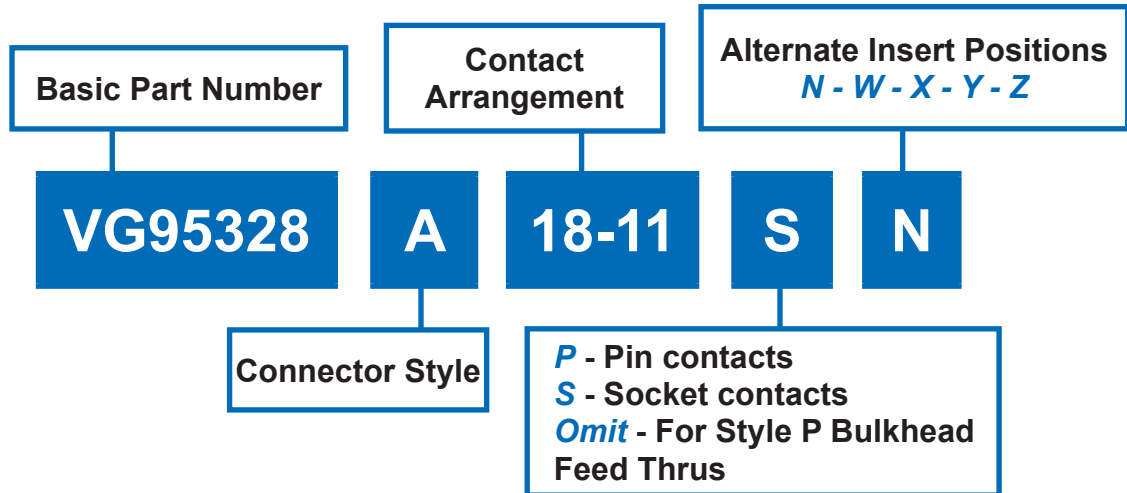 Basic Part Number
Contact
Arrangement
Alternate Insert Positions
N - W - X - Y - Z
VG95328
A
18-11
S
N
Connector Style
P - Pin contacts
S - Socket contacts
Omit - For Style P Bulkhead
Feed Thrus